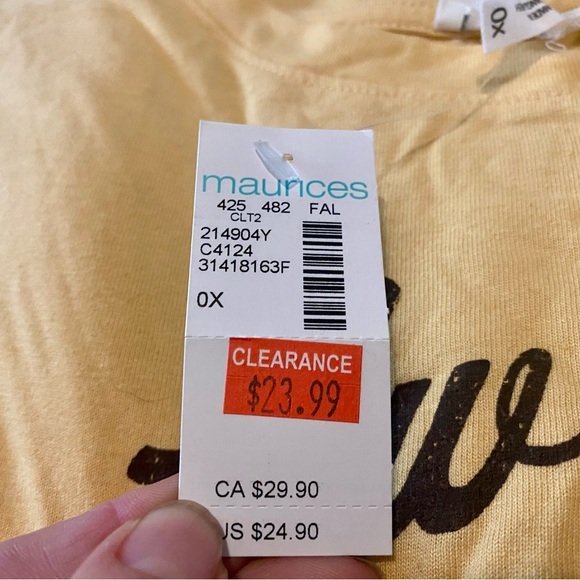 0X
maurices
425 482 FAL
CLT2
214904Y
C4124
31418163F
0X
CLEARANCE
$23.99
CA $29.90
US $24.90